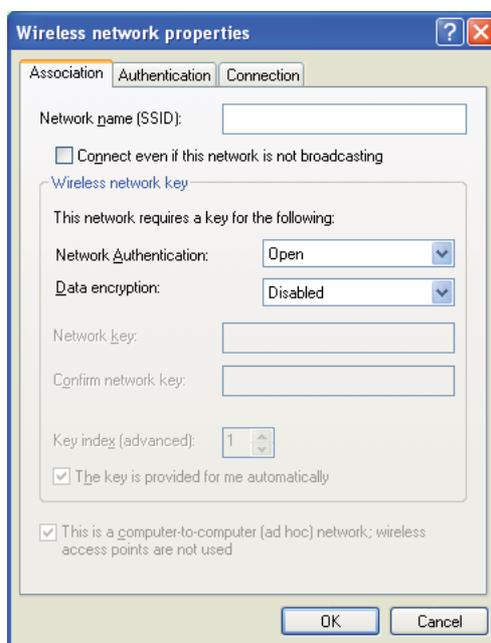 Wireless network properties
Association Authentication Connection
Network name (SSID):
Connect even if this network is not broadcasting
Wireless network key
This network requires a key for the following:
Network Authentication: Open
Data encryption: Disabled
Network key:
Confirm network key:
Key index (advanced): 1
The key is provided for me automatically
This is a computer-to-computer (ad hoc) network; wireless
access points are not used
OK Cancel